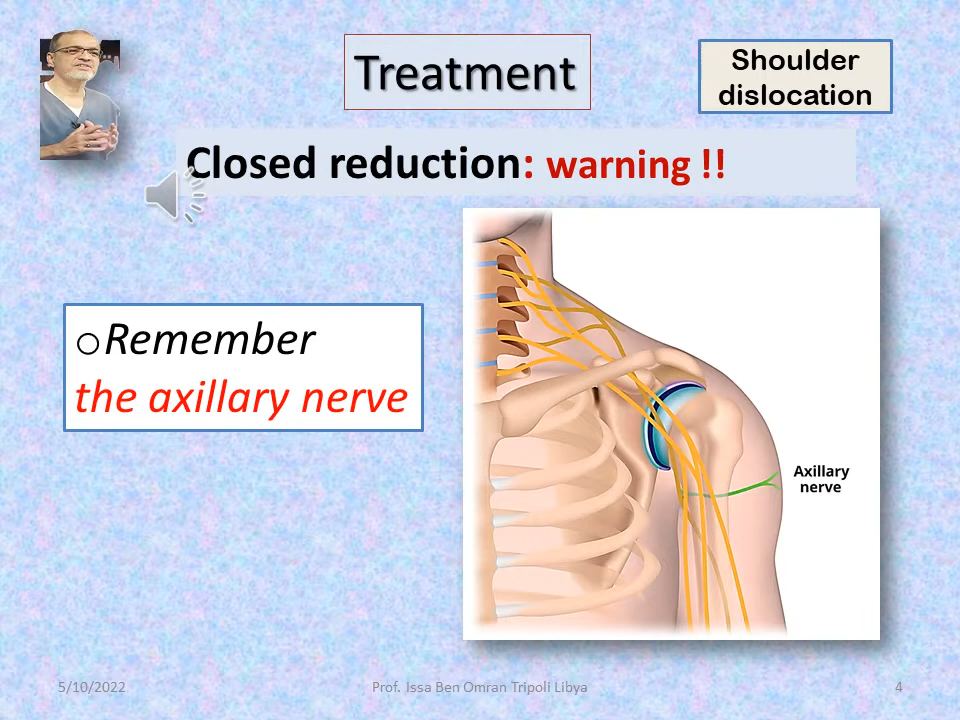 Treatment
Shoulder
dislocation
Closed reduction: warning !!
o Remember
the axillary nerve
Axillary
nerve
5/10/2022
Prof. Issa Ben Omran Tripoli Libya
4